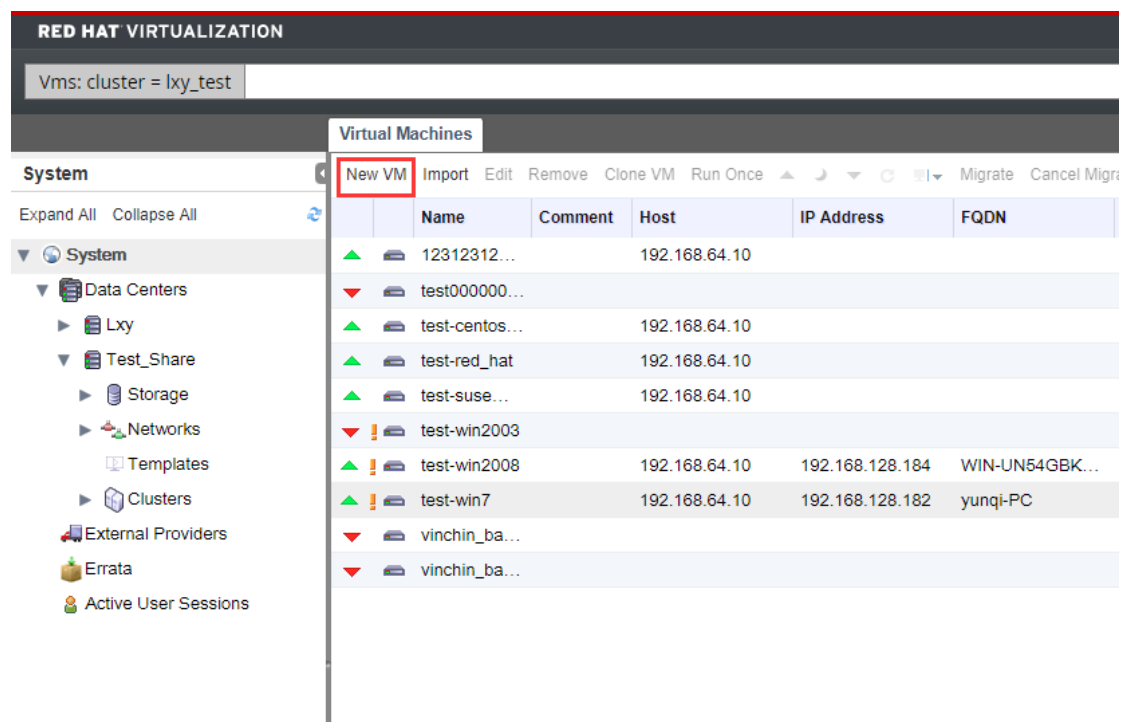 RED HAT VIRTUALIZATION
Vms: cluster = lxy_test
Virtual Machines
System
New VM Import Edit Remove Clone VM Run Once Migrate Cancel Migra
Expand All Collapse All
Name Comment Host IP Address FQDN
System
Data Centers
Lxy
Test_Share
Storage
Networks
Templates
Clusters
External Providers
Errata
Active User Sessions
12312312... 192.168.64.10
test000000...
test-centos... 192.168.64.10
test-red_hat 192.168.64.10
test-suse... 192.168.64.10
test-win2003
test-win2008 192.168.64.10 192.168.128.184 WIN-UN54GBK...
test-win7 192.168.64.10 192.168.128.182 yunqi-PC
vinchin_ba...
vinchin_ba...